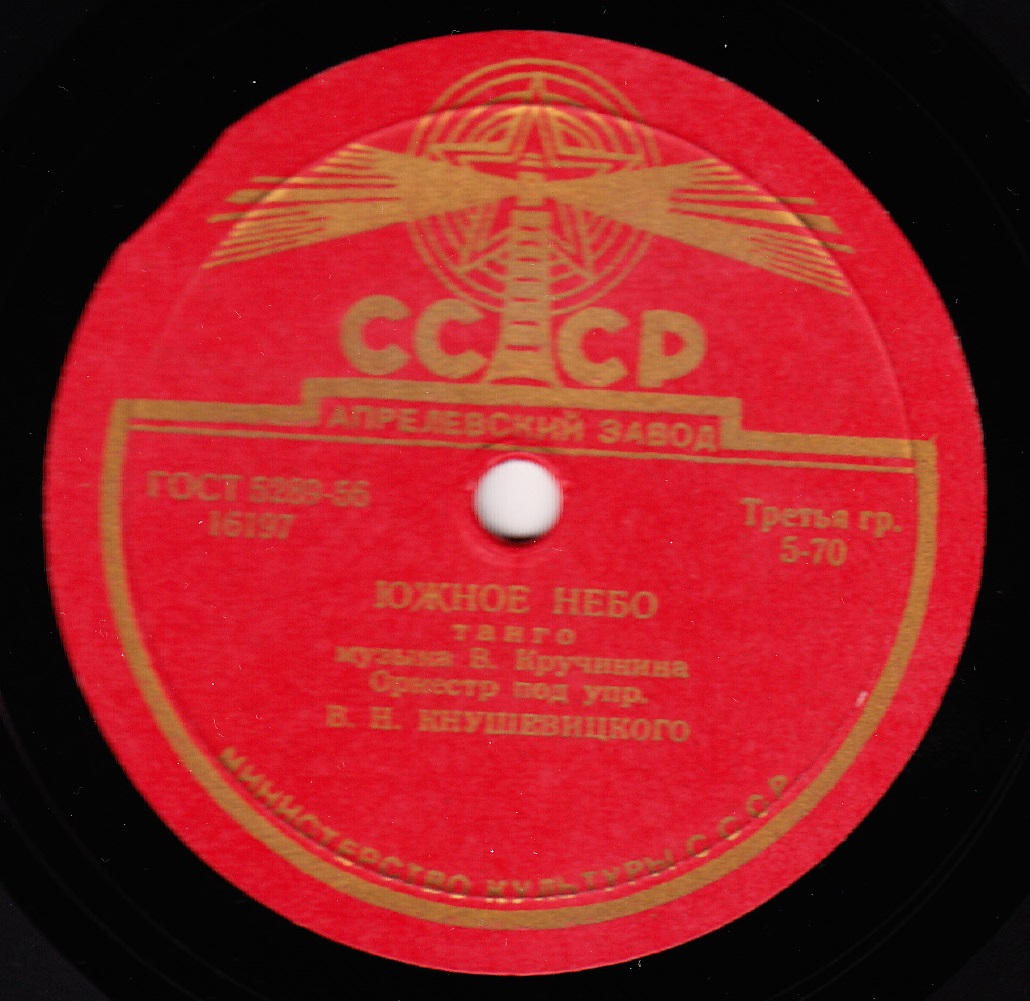 СССР
АПРЕЛЕВСКИЙ ЗАВОД
ГОСТ 5289-56
16197
Третья гр.
5-70
ЮЖНОЕ НЕБО
танго
музыка В. Кручинина
Оркестр под упр.
В. Н. КНУШЕВИЦКОГО
МИНИСТЕРСТВО КУЛЬТУРЫ СССР